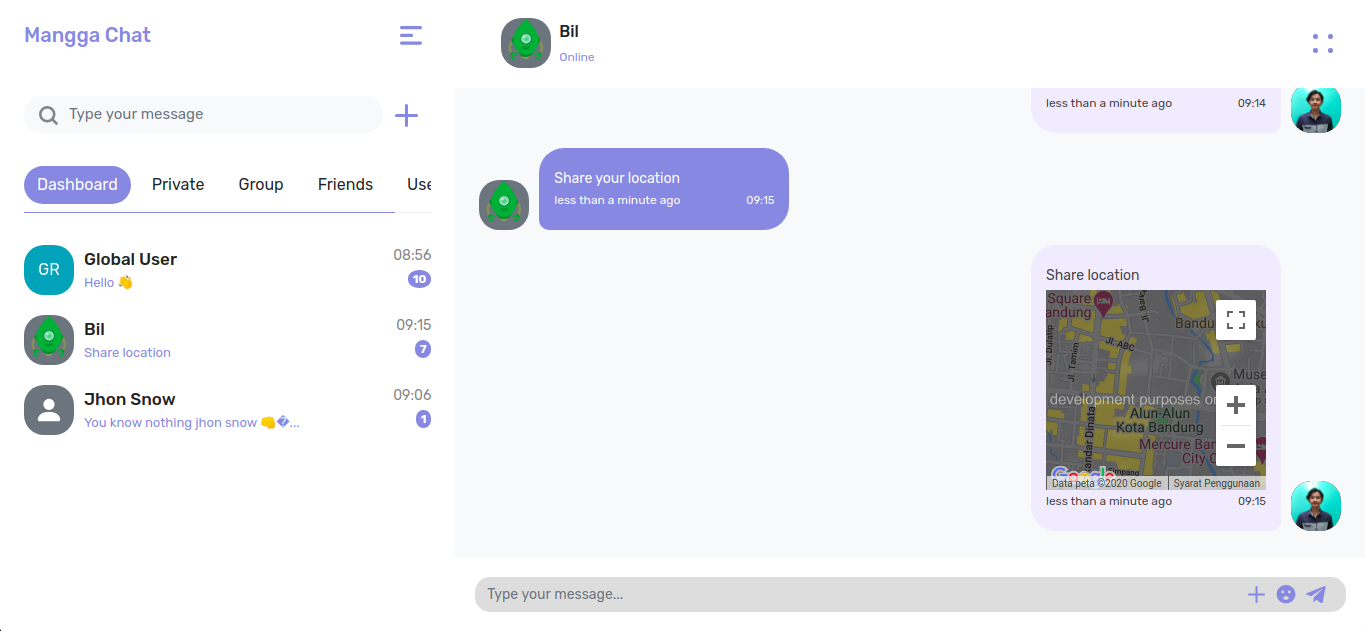 Mangga Chat
Type your message
Dashboard Private Group Friends Use
GR
Global User 08:56
Hello 👋 10
Bil 09:15
Share location 7
Jhon Snow 09:06
You know nothing jhon snow 👊�... 1
Bil
Online
less than a minute ago 09:14
Share your location
less than a minute ago 09:15
Share location
Square
andung
Jl. ABC
Jl. Tamim
Bandu
Muse
development purposes or
Alun-Alun
Kota Bandung
Mercure Bar
City C
Simpang
Google
Data peta ©2020 Google Syarat Penggunaan
less than a minute ago 09:15
Type your message...